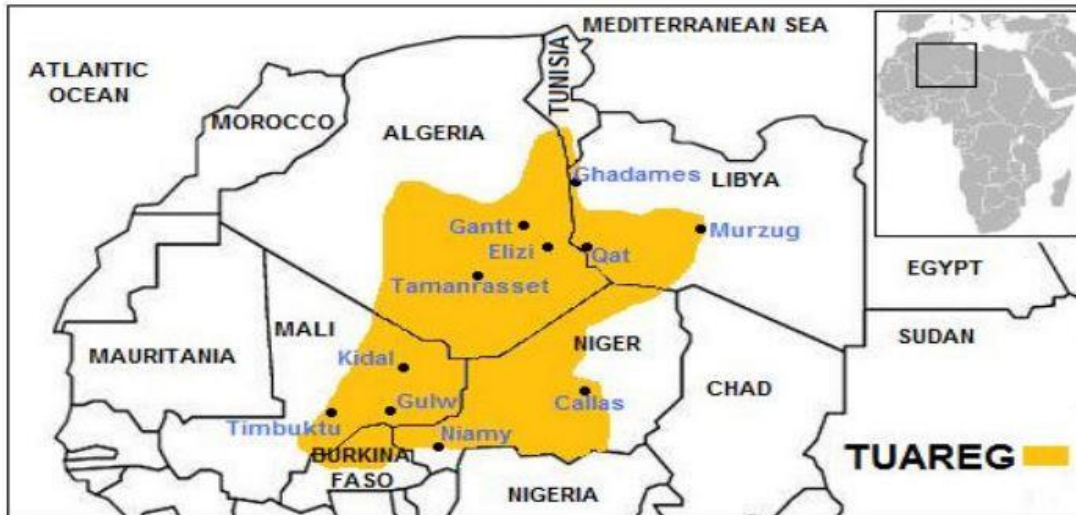 MEDITERRANEAN SEA
ATLANTIC
OCEAN
TUNISIA
MOROCCO
ALGERIA
Ghadames
LIBYA
Gantt
Murzug
Elizi
Qat
Tamanrasset
EGYPT
MALI
SUDAN
MAURITANIA
NIGER
Kidal
CHAD
Gulw
Callas
Timbuktu
Niamy
BURKINA
FASO
NIGERIA
TUAREG